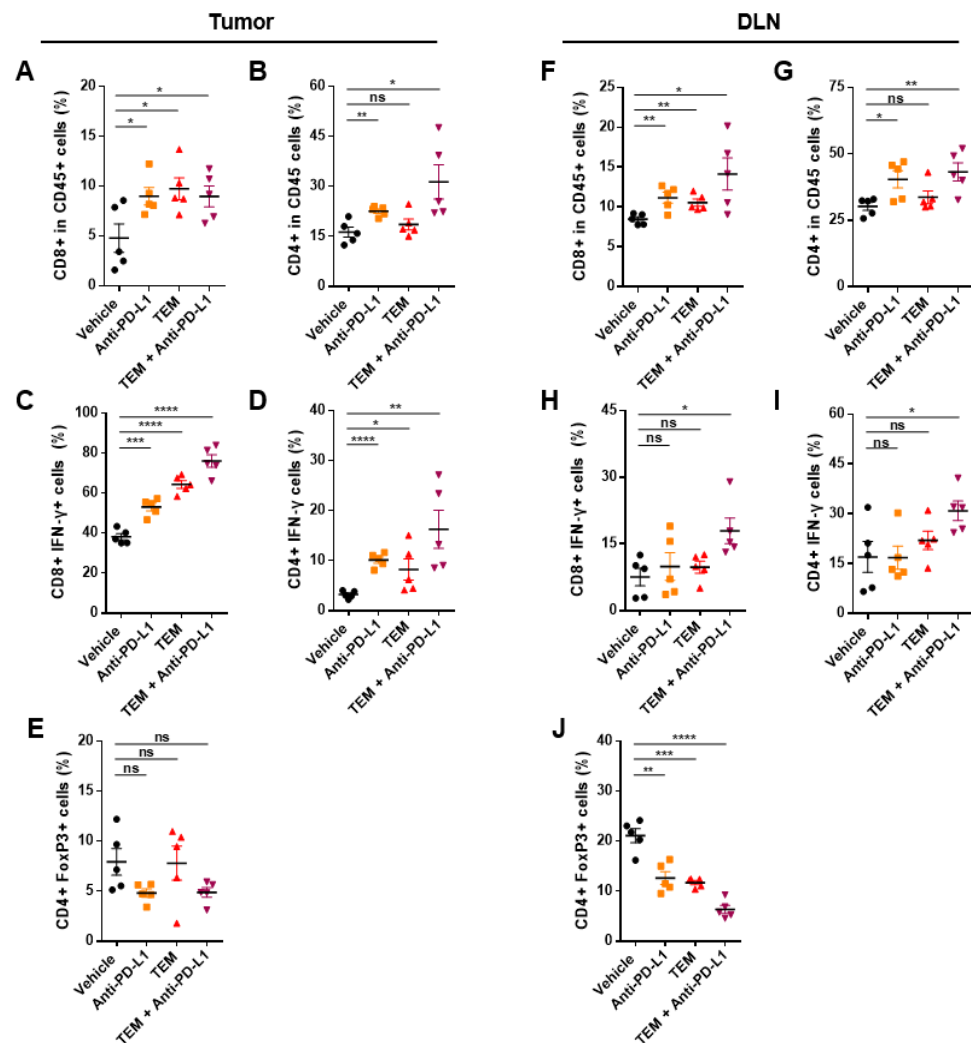 Tumor
DLN
A
CD8+ in CD45+ cells (%)
20
15
10
5
0
*
*
*
Vehicle
Anti-PD-L1
TEM
TEM + Anti-PD-L1
B
CD4+ in CD45 cells (%)
60
45
30
15
0
*
ns
**
Vehicle
Anti-PD-L1
TEM
TEM + Anti-PD-L1
F
CD8+ in CD45+ cells (%)
25
20
15
10
5
0
*
**
**
Vehicle
Anti-PD-L1
TEM
TEM + Anti-PD-L1
G
CD4+ in CD45 cells (%)
75
50
25
0
**
ns
*
Vehicle
Anti-PD-L1
TEM
TEM + Anti-PD-L1
C
CD8+ IFN-γ+ cells (%)
100
80
60
40
20
0
****
****
***
Vehicle
Anti-PD-L1
TEM
TEM + Anti-PD-L1
D
CD4+ IFN-γ cells (%)
40
30
20
10
0
**
*
****
Vehicle
Anti-PD-L1
TEM
TEM + Anti-PD-L1
H
CD8+ IFN-γ+ cells (%)
45
30
15
0
*
ns
ns
Vehicle
Anti-PD-L1
TEM
TEM + Anti-PD-L1
I
CD4+ IFN-γ cells (%)
60
45
30
15
0
*
ns
ns
Vehicle
Anti-PD-L1
TEM
TEM + Anti-PD-L1
E
CD4+ FoxP3+ cells (%)
20
15
10
5
0
ns
ns
ns
Vehicle
Anti-PD-L1
TEM
TEM + Anti-PD-L1
J
CD4+ FoxP3+ cells (%)
40
30
20
10
0
****
***
**
Vehicle
Anti-PD-L1
TEM
TEM + Anti-PD-L1